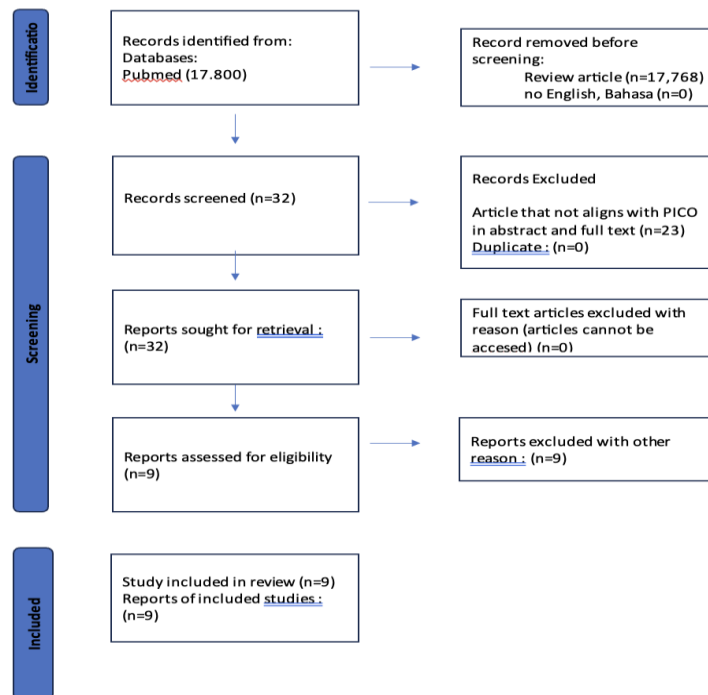 Identificatio
Records identified from:
Databases:
Pubmed (17.800)
Record removed before
screening:
Review article (n=17,768)
no English, Bahasa (n=0)
Screening
Records screened (n=32)
Records Excluded
Article that not aligns with PICO
in abstract and full text (n=23)
Duplicate : (n=0)
Reports sought for retrieval :
(n=32)
Full text articles excluded with
reason (articles cannot be
accesed) (n=0)
Reports assessed for eligibility
(n=9)
Reports excluded with other
reason : (n=9)
Included
Study included in review (n=9)
Reports of included studies :
(n=9)